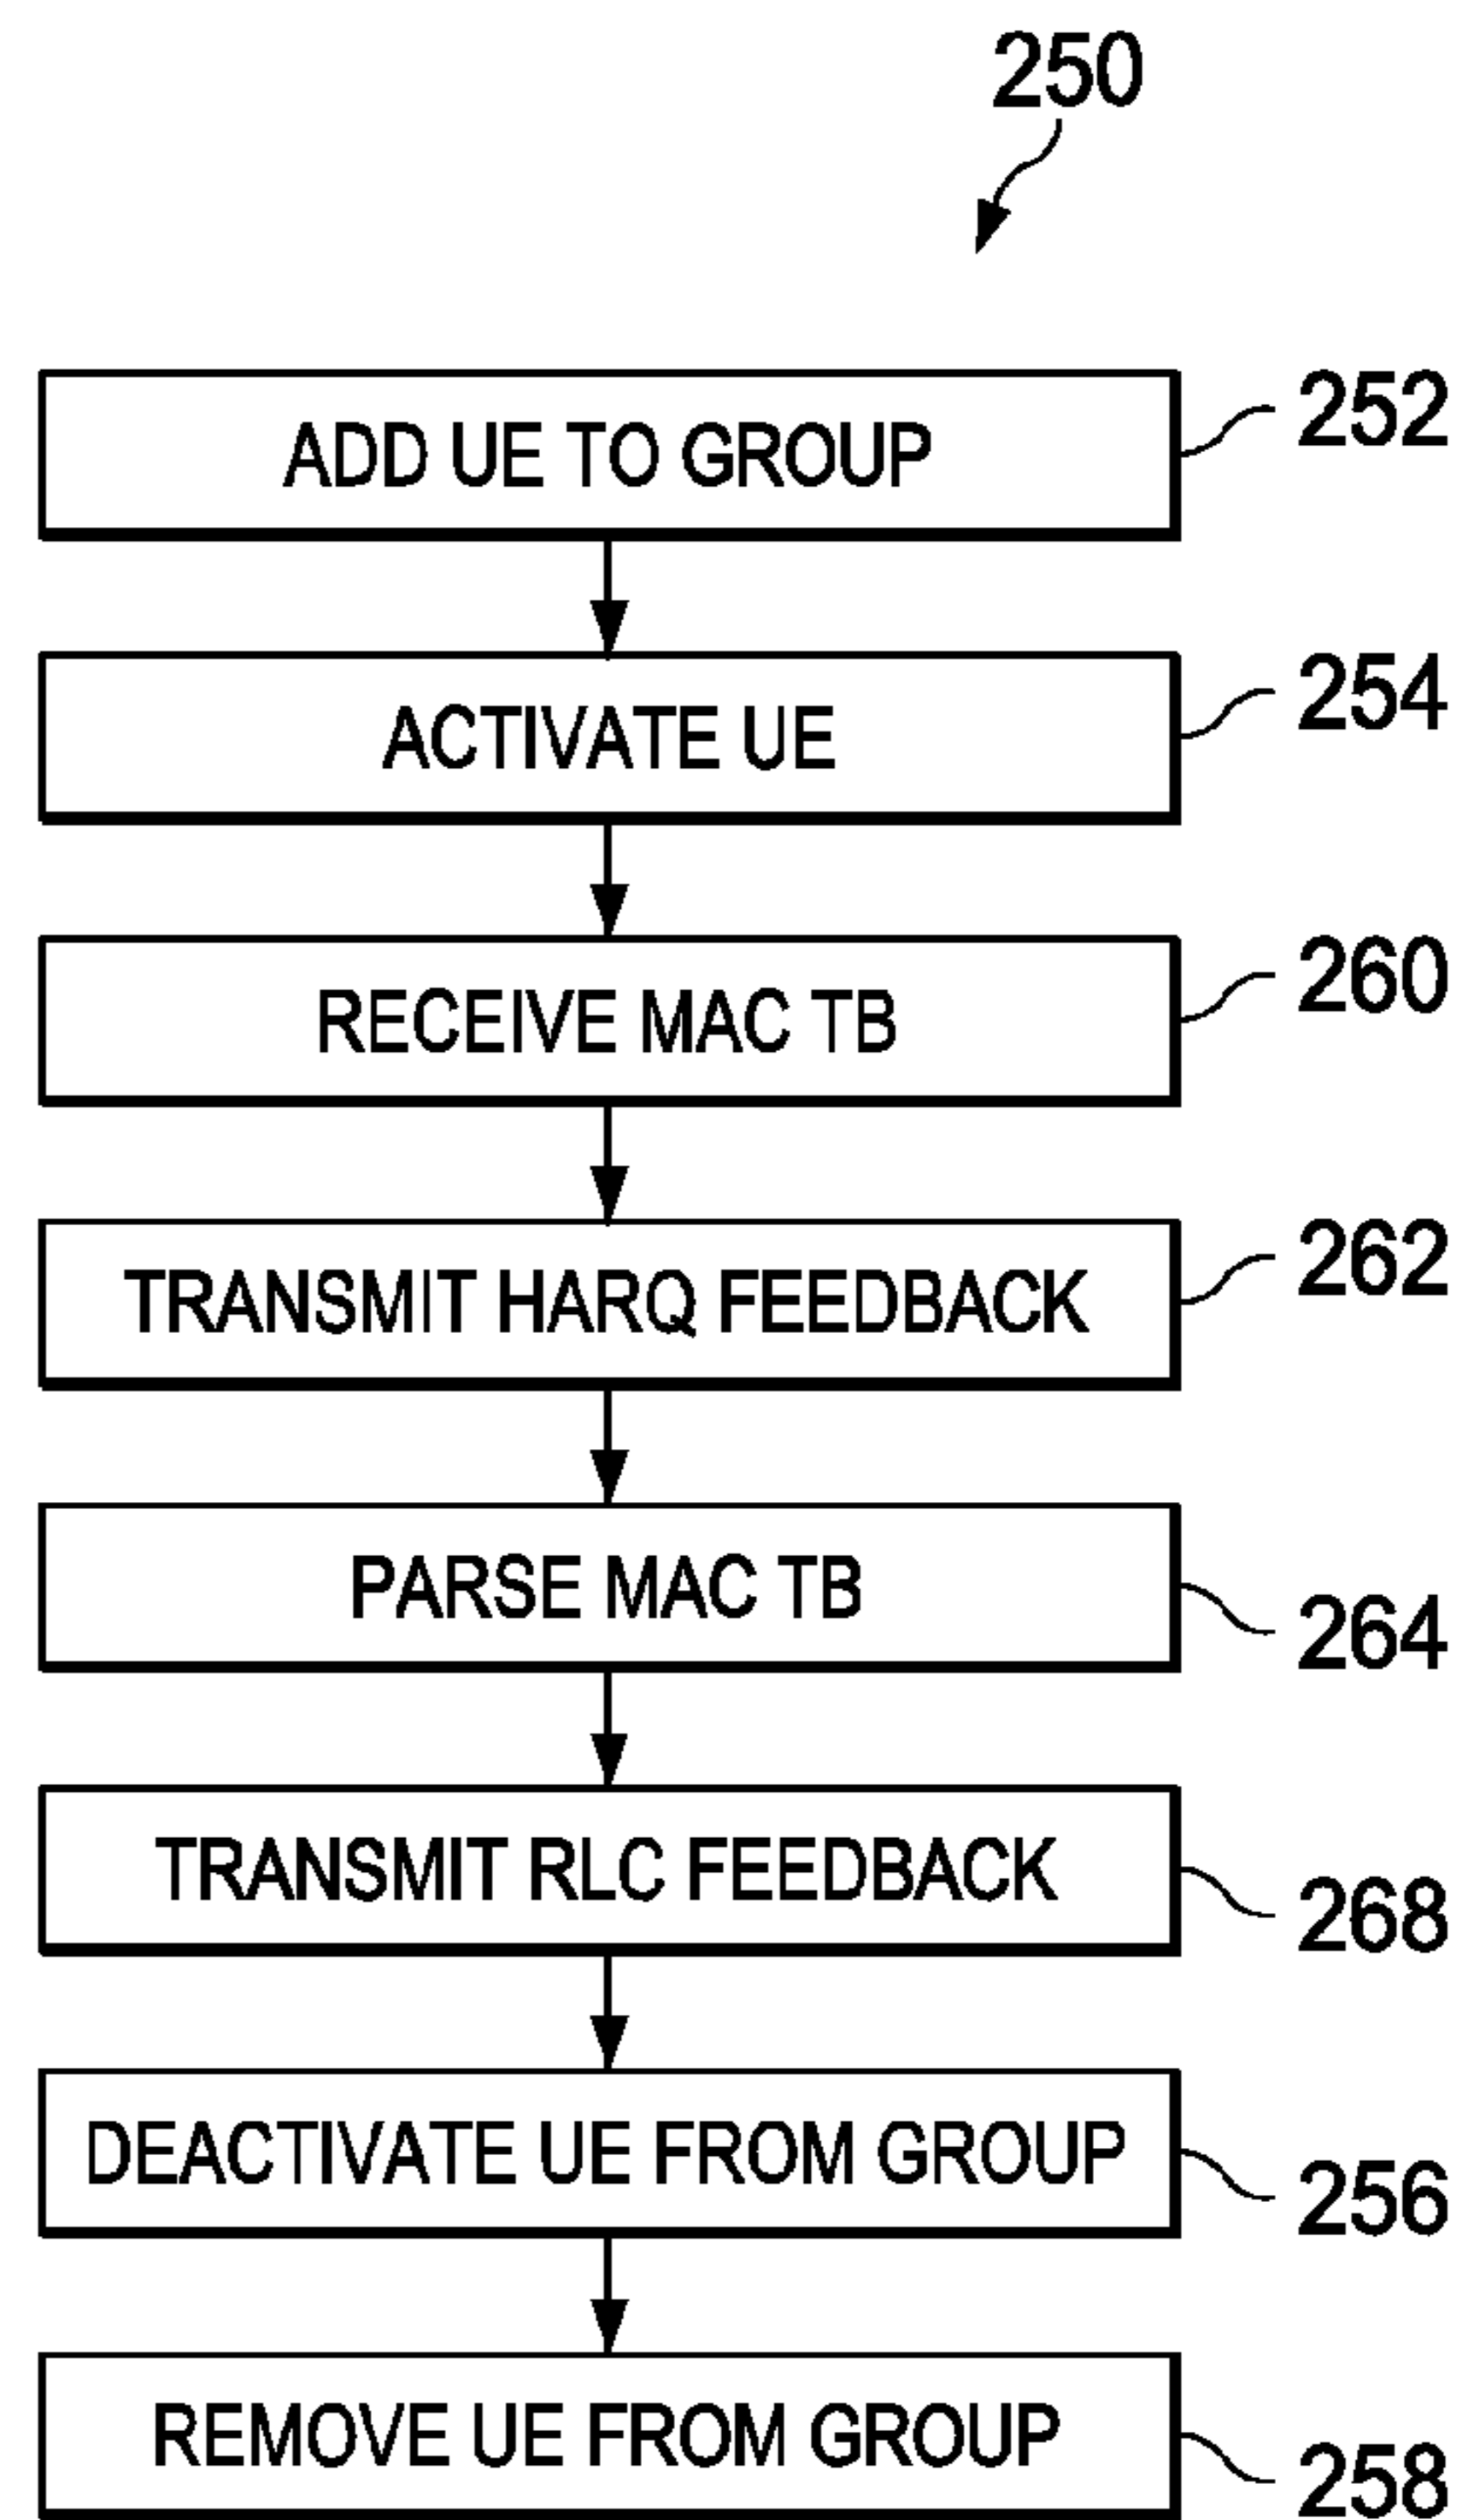 250
ADD UE TO GROUP 252
ACTIVATE UE 254
RECEIVE MAC TB 260
TRANSMIT HARQ FEEDBACK 262
PARSE MAC TB 264
TRANSMIT RLC FEEDBACK 268
DEACTIVATE UE FROM GROUP 256
REMOVE UE FROM GROUP 258